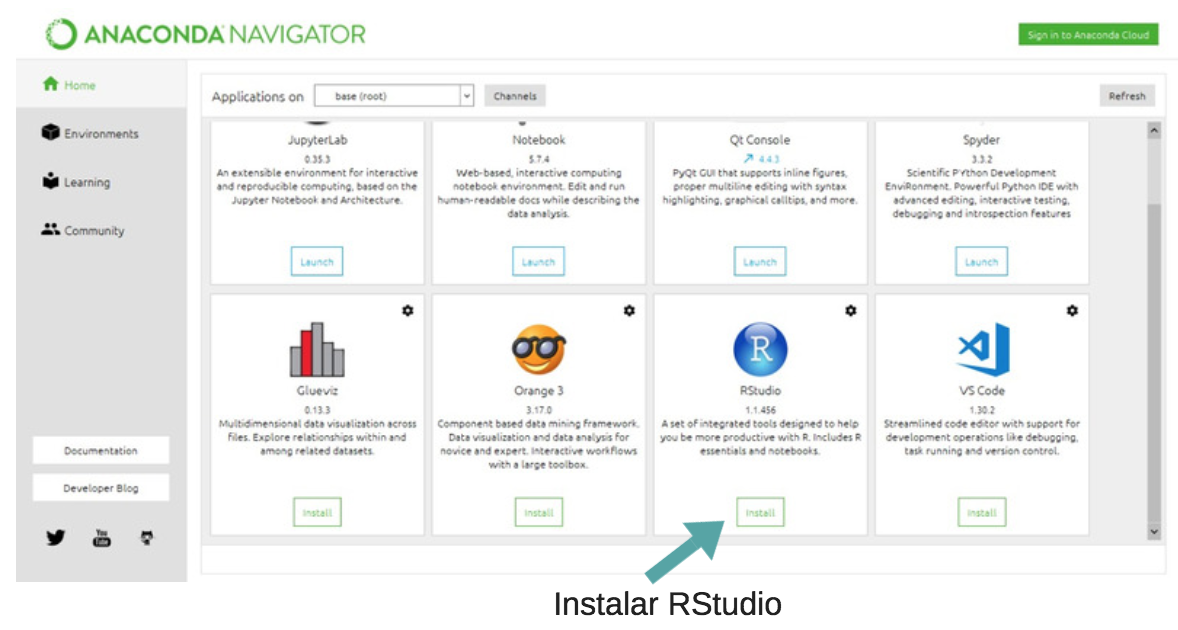 ANACONDA NAVIGATOR
Sign in to Anaconda Cloud
Home
Environments
Learning
Community
Documentation
Developer Blog
You
Tube
Applications on
base (root)
Channels
Refresh
JupyterLab
0.35.3
An extensible environment for interactive
and reproducible computing, based on the
Jupyter Notebook and Architecture.
Launch
Notebook
5.7.4
Web-based, interactive computing
notebook environment. Edit and run
human-readable docs while describing the
data analysis.
Launch
Qt Console
4.4.3
PyQt GUI that supports inline figures,
proper multiline editing with syntax
highlighting, graphical calltips, and more.
Launch
Spyder
3.3.2
Scientific PYthon Development
EnviRonment. Powerful Python IDE with
advanced editing, interactive testing,
debugging and introspection features
Launch
Glueviz
0.13.3
Multidimensional data visualization across
files. Explore relationships within and
among related datasets.
Install
Orange 3
3.17.0
Component based data mining framework.
Data visualization and data analysis for
novice and expert. Interactive workflows
with a large toolbox.
Install
R
RStudio
1.1.456
A set of integrated tools designed to help
you be more productive with R. Includes R
essentials and notebooks.
Install
VS Code
1.30.2
Streamlined code editor with support for
development operations like debugging,
task running and version control.
Install
Instalar RStudio